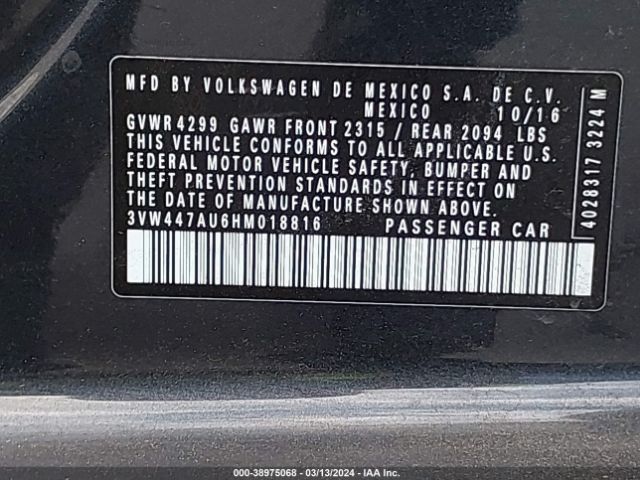 MFD BY VOLKSWAGEN DE MEXICO S.A. DE C.V.
MEXICO 10/16
GVWR 4299 GAWR FRONT 2315 / REAR 2094 LBS
THIS VEHICLE CONFORMS TO ALL APPLICABLE U.S.
FEDERAL MOTOR VEHICLE SAFETY, BUMPER AND
THEFT PREVENTION STANDARDS IN EFFECT ON
THE DATE OF MANUFACTURE SHOWN ABOVE.
3VW447AU6HM018816 PASSENGER CAR
4028317 3224 M
000-38975068 | 03/13/2024 | IAA Inc.